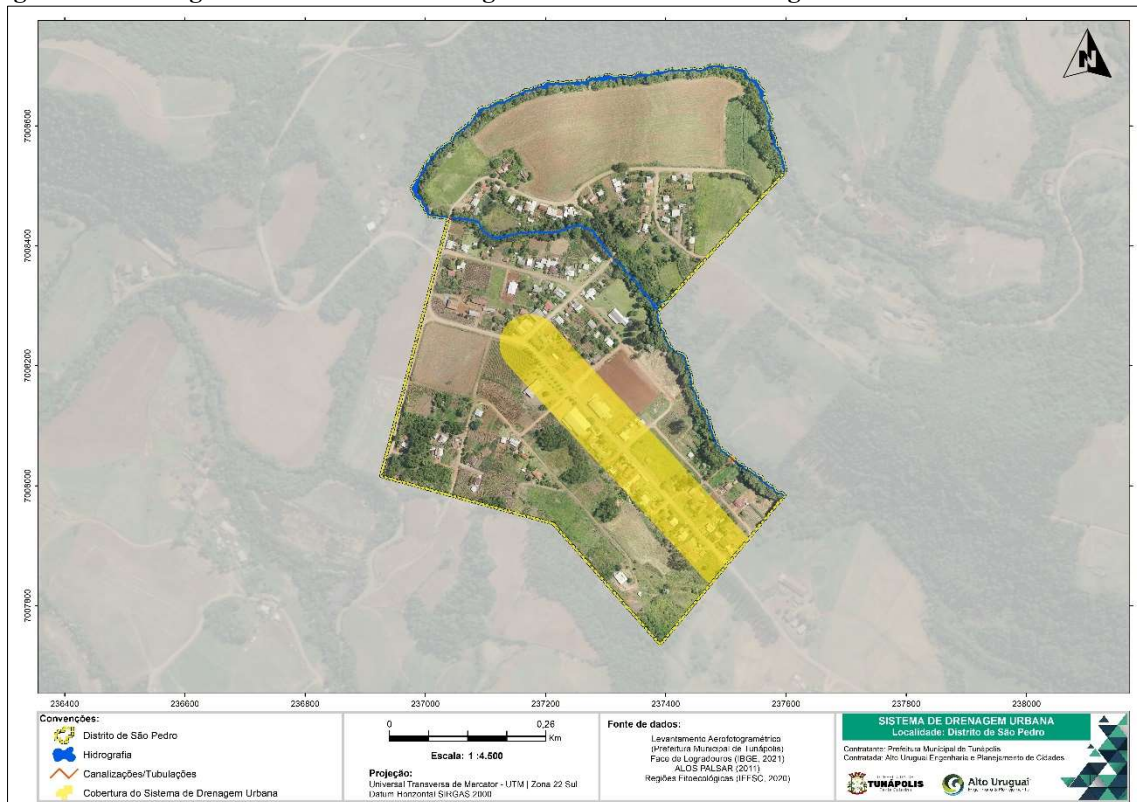 N
7008600
7008400
7008200
7008000
7007800
236400 236600 236800 237000 237200 237400 237600 237800 238000
Convenções:
Distrito de São Pedro
Hidrografia
Canalizações/Tubulações
Cobertura do Sistema de Drenagem Urbana
0 0,26
Km
Escala: 1:4.500
Projeção:
Universal Transversa de Mercator - UTM | Zona 22 Sul
Datum Horizontal SIRGAS 2000
Fonte de dados:
Levantamento Aerofotogramétrico
(Prefeitura Municipal de Tunápolis)
Face de Logradouros (IBGE, 2021)
ALOS PALSAR (2011)
Regiões Fitoecológicas (IFFSC, 2020)
SISTEMA DE DRENAGEM URBANA
Localidade: Distrito de São Pedro
Contratante: Prefeitura Municipal de Tunápolis
Contratada: Alto Uruguai Engenharia e Planejamento de Cidades
TUNÁPOLIS
Alto Uruguai